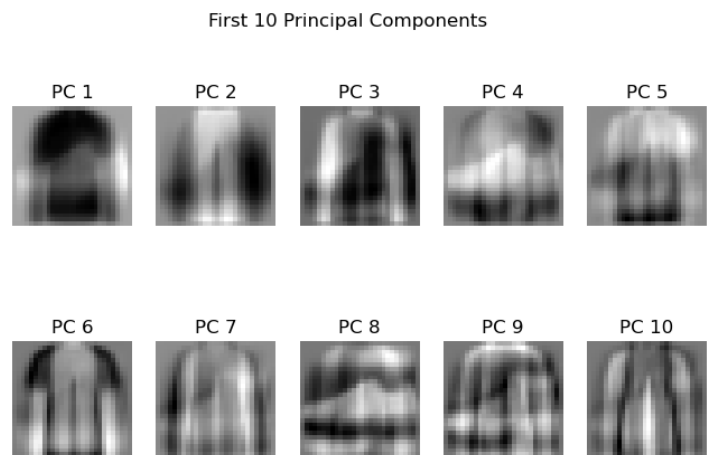 First 10 Principal Components
PC 1 PC 2 PC 3 PC 4 PC 5
PC 6 PC 7 PC 8 PC 9 PC 10